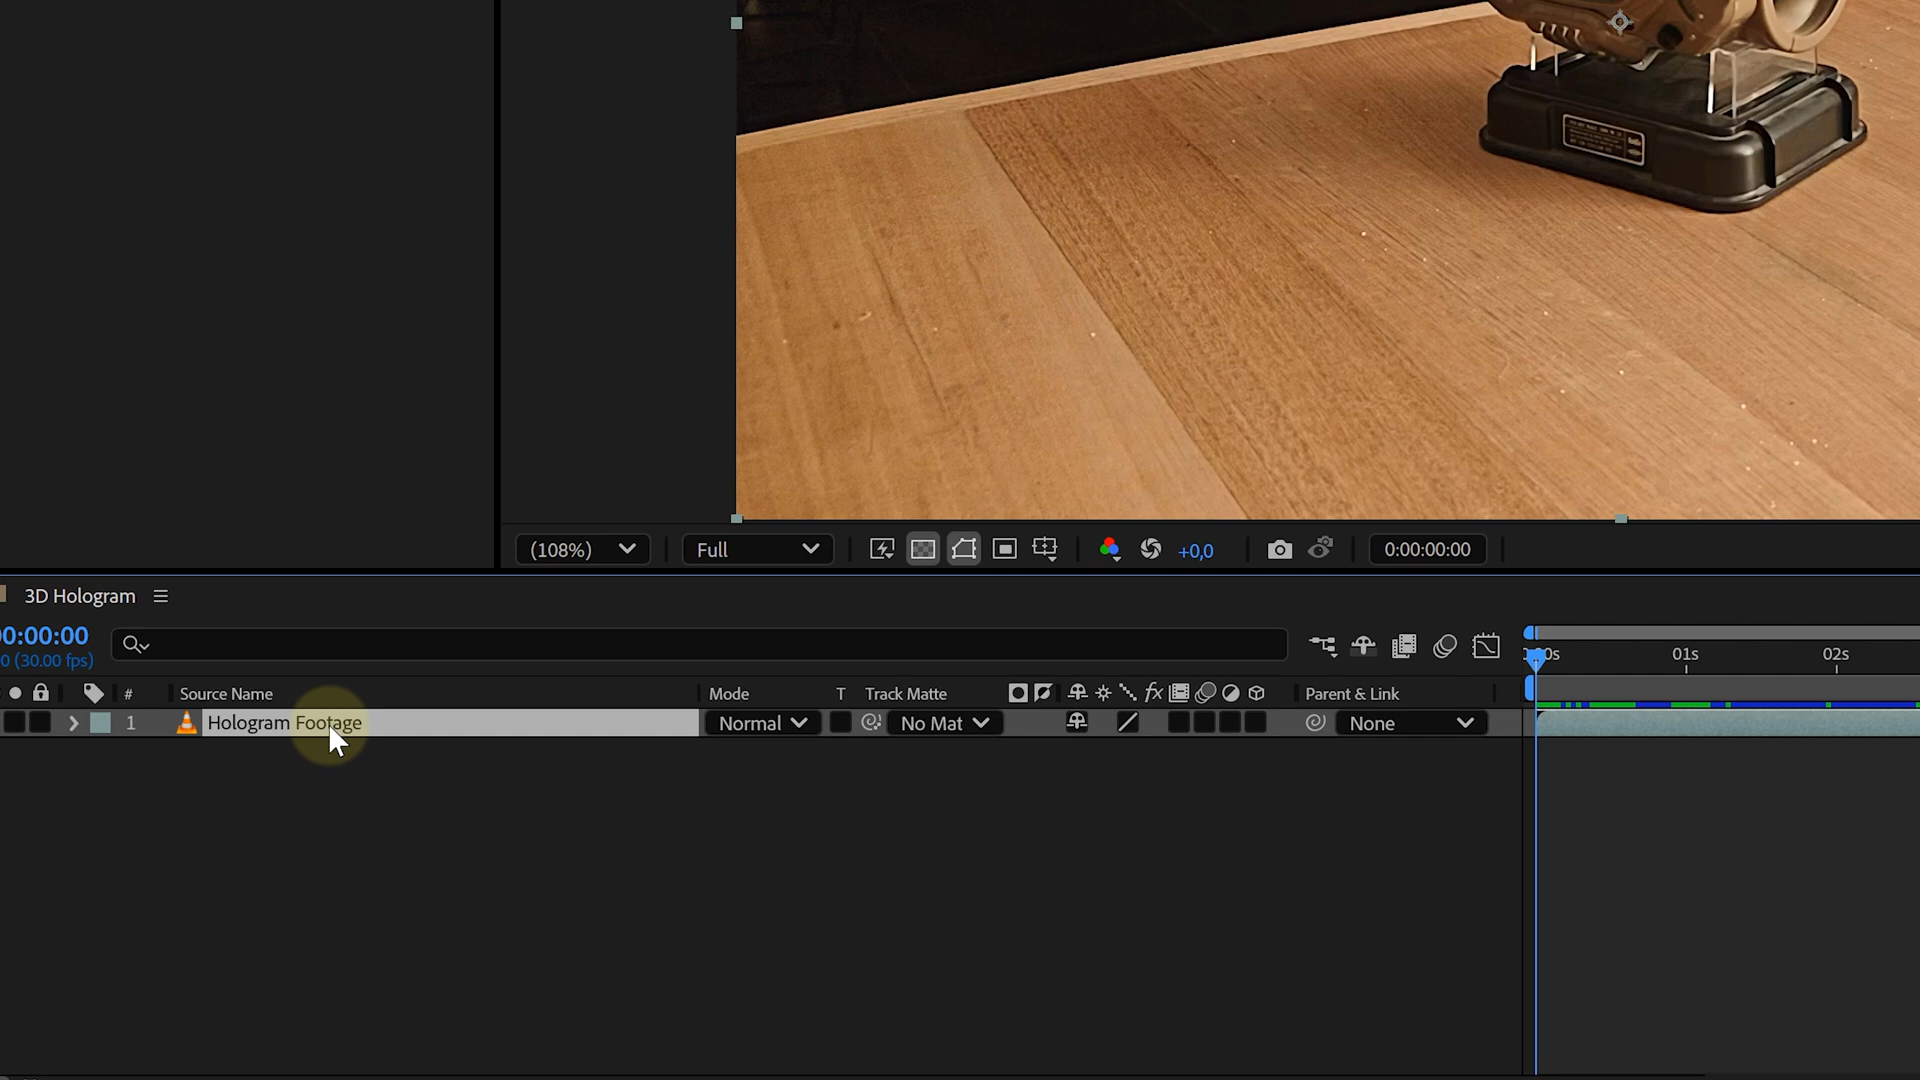 (108%)
Full
+0,0
0:00:00:00
3D Hologram
0:00:00
0 (30.00 fps)
01s
02s
#
Source Name
Mode
T
Track Matte
fx
Parent & Link
1
Hologram Footage
Normal
No Mat
None